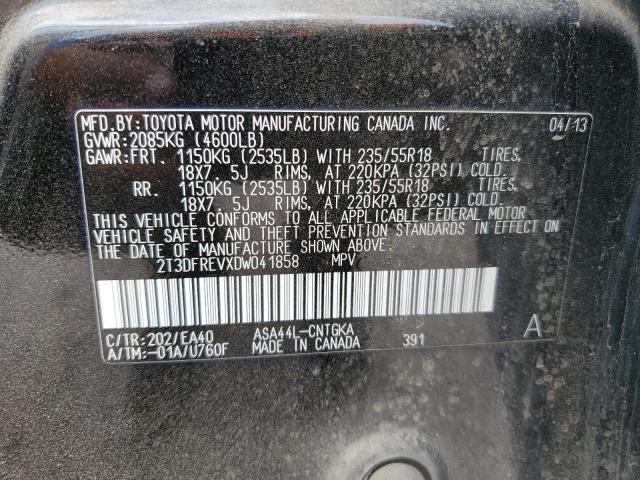 MFD.BY:TOYOTA MOTOR MANUFACTURING CANADA INC. 04/13
GVWR:2085KG (4600LB)
GAWR:FRT. 1150KG (2535LB) WITH 235/55R18 TIRES,
18X7. 5J RIMS, AT 220KPA (32PSI) COLD.
RR. 1150KG (2535LB) WITH 235/55R18 TIRES,
18X7. 5J RIMS, AT 220KPA (32PSI) COLD.
THIS VEHICLE CONFORMS TO ALL APPLICABLE FEDERAL MOTOR
VEHICLE SAFETY AND THEFT PREVENTION STANDARDS IN EFFECT ON
THE DATE OF MANUFACTURE SHOWN ABOVE.
2T3DFREVXDW041858 MPV
C/TR:202/EA40 ASA44L-CNTGKA 391 A
A/TM:-01A/U760F MADE IN CANADA